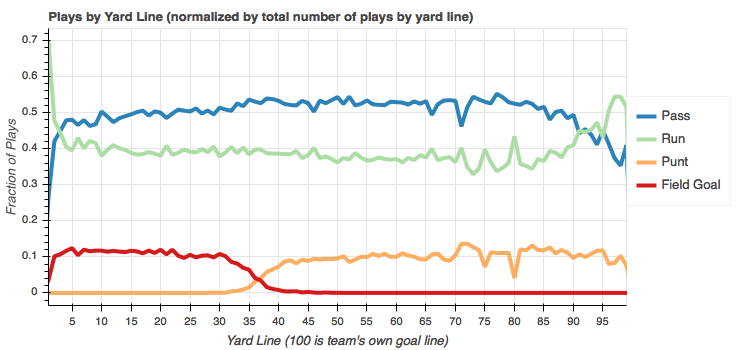 Plays by Yard Line (normalized by total number of plays by yard line)
Fraction of Plays
0.7
0.6
0.5
0.4
0.3
0.2
0.1
0
5 10 15 20 25 30 35 40 45 50 55 60 65 70 75 80 85 90 95
Yard Line (100 is team's own goal line)
Pass
Run
Punt
Field Goal